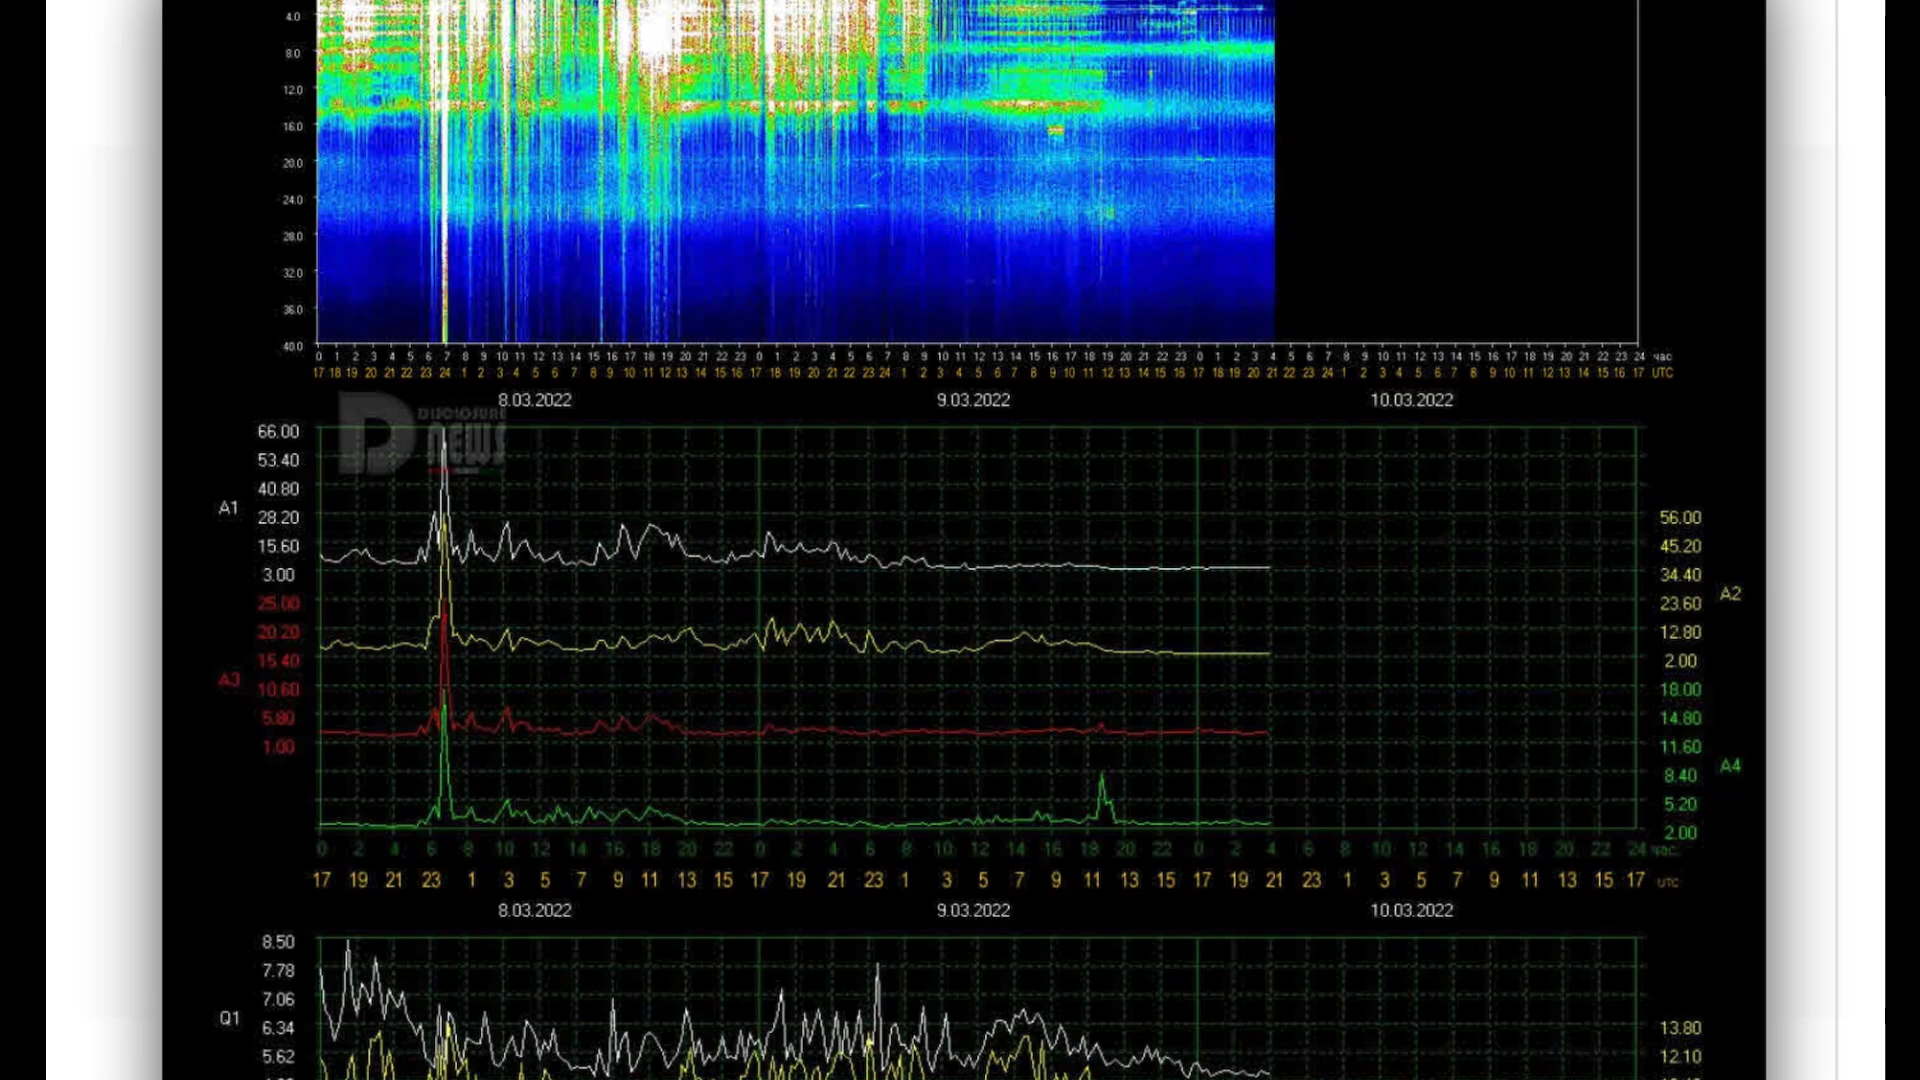 4.0
8.0
12.0
16.0
20.0
24.0
28.0
32.0
36.0
40.0
0 1 2 3 4 5 6 7 8 9 10 11 12 13 14 15 16 17 18 19 20 21 22 23 0 1 2 3 4 5 6 7 8 9 10 11 12 13 14 15 16 17 18 19 20 21 22 23 0 1 2 3 4 5 6 7 8 9 10 11 12 13 14 15 16 17 18 19 20 21 22 23 24 час
17 18 19 20 21 22 23 24 1 2 3 4 5 6 7 8 9 10 11 12 13 14 15 16 17 18 19 20 21 22 23 24 1 2 3 4 5 6 7 8 9 10 11 12 13 14 15 16 17 18 19 20 21 22 23 24 1 2 3 4 5 6 7 8 9 10 11 12 13 14 15 16 17 UTC
8.03.2022 9.03.2022 10.03.2022
DISCLOSURE
NEWS
66.00
53.40
40.80
A1
28.20 56.00
15.60 45.20
3.00 34.40
A2
25.00 23.60
20.20 12.80
15.40 2.00
A3
10.60 18.00
5.80 14.80
1.00 11.60
A4
8.40
5.20
2.00
0 2 4 6 8 10 12 14 16 18 20 22 0 2 4 6 8 10 12 14 16 18 20 22 0 2 4 6 8 10 12 14 16 18 20 22 24 час
17 19 21 23 1 3 5 7 9 11 13 15 17 19 21 23 1 3 5 7 9 11 13 15 17 19 21 23 1 3 5 7 9 11 13 15 17 UTC
8.03.2022 9.03.2022 10.03.2022
8.50
7.78
7.06
Q1
6.34 13.80
5.62 12.10